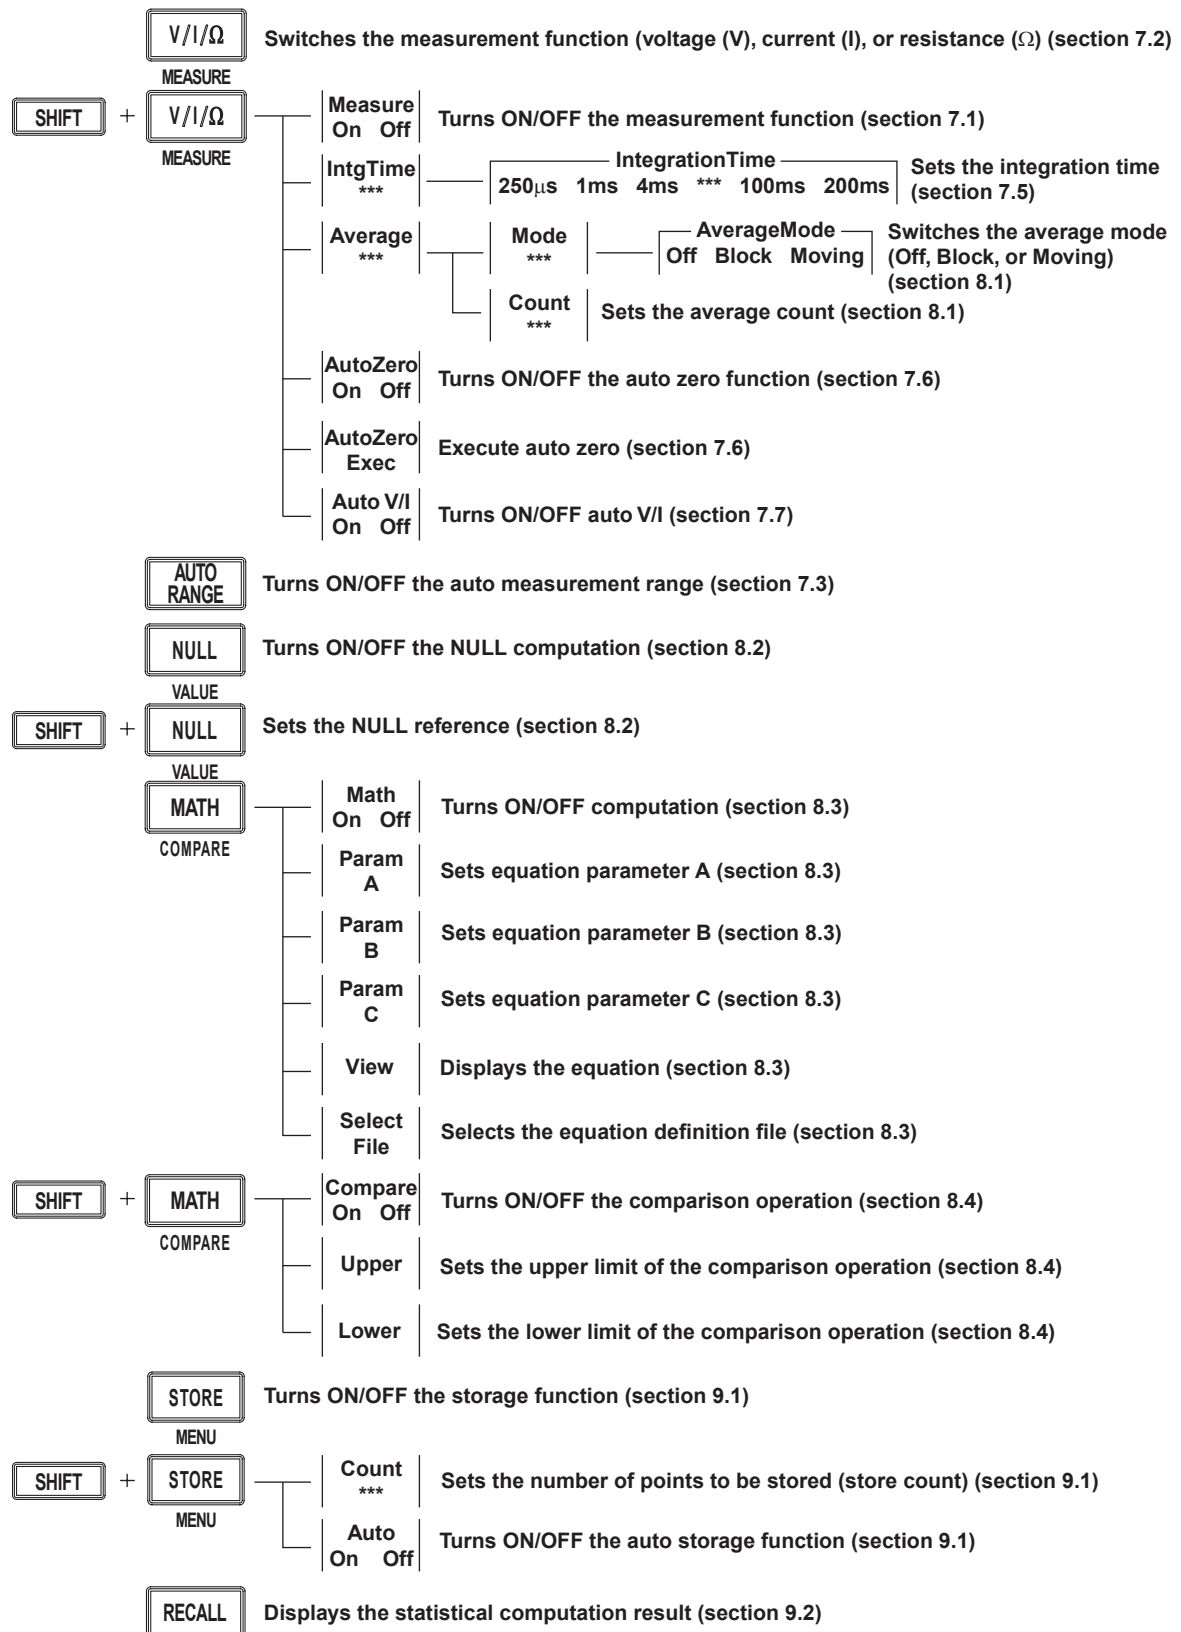 V/I/Ω
Switches the measurement function (voltage (V), current (I), or resistance (Ω) (section 7.2)
MEASURE
SHIFT + V/I/Ω
MEASURE
Measure
On Off
Turns ON/OFF the measurement function (section 7.1)
IntgTime
***
IntegrationTime
250μs 1ms 4ms *** 100ms 200ms
Sets the integration time
(section 7.5)
Average
***
Mode
***
AverageMode
Off Block Moving
Switches the average mode
(Off, Block, or Moving)
(section 8.1)
Count
***
Sets the average count (section 8.1)
AutoZero
On Off
Turns ON/OFF the auto zero function (section 7.6)
AutoZero
Exec
Execute auto zero (section 7.6)
Auto V/I
On Off
Turns ON/OFF auto V/I (section 7.7)
AUTO
RANGE
Turns ON/OFF the auto measurement range (section 7.3)
NULL
Turns ON/OFF the NULL computation (section 8.2)
VALUE
SHIFT + NULL
Sets the NULL reference (section 8.2)
VALUE
MATH
COMPARE
Math
On Off
Turns ON/OFF computation (section 8.3)
Param
A
Sets equation parameter A (section 8.3)
Param
B
Sets equation parameter B (section 8.3)
Param
C
Sets equation parameter C (section 8.3)
View
Displays the equation (section 8.3)
Select
File
Selects the equation definition file (section 8.3)
SHIFT + MATH
COMPARE
Compare
On Off
Turns ON/OFF the comparison operation (section 8.4)
Upper
Sets the upper limit of the comparison operation (section 8.4)
Lower
Sets the lower limit of the comparison operation (section 8.4)
STORE
Turns ON/OFF the storage function (section 9.1)
MENU
SHIFT + STORE
MENU
Count
***
Sets the number of points to be stored (store count) (section 9.1)
Auto
On Off
Turns ON/OFF the auto storage function (section 9.1)
RECALL
Displays the statistical computation result (section 9.2)